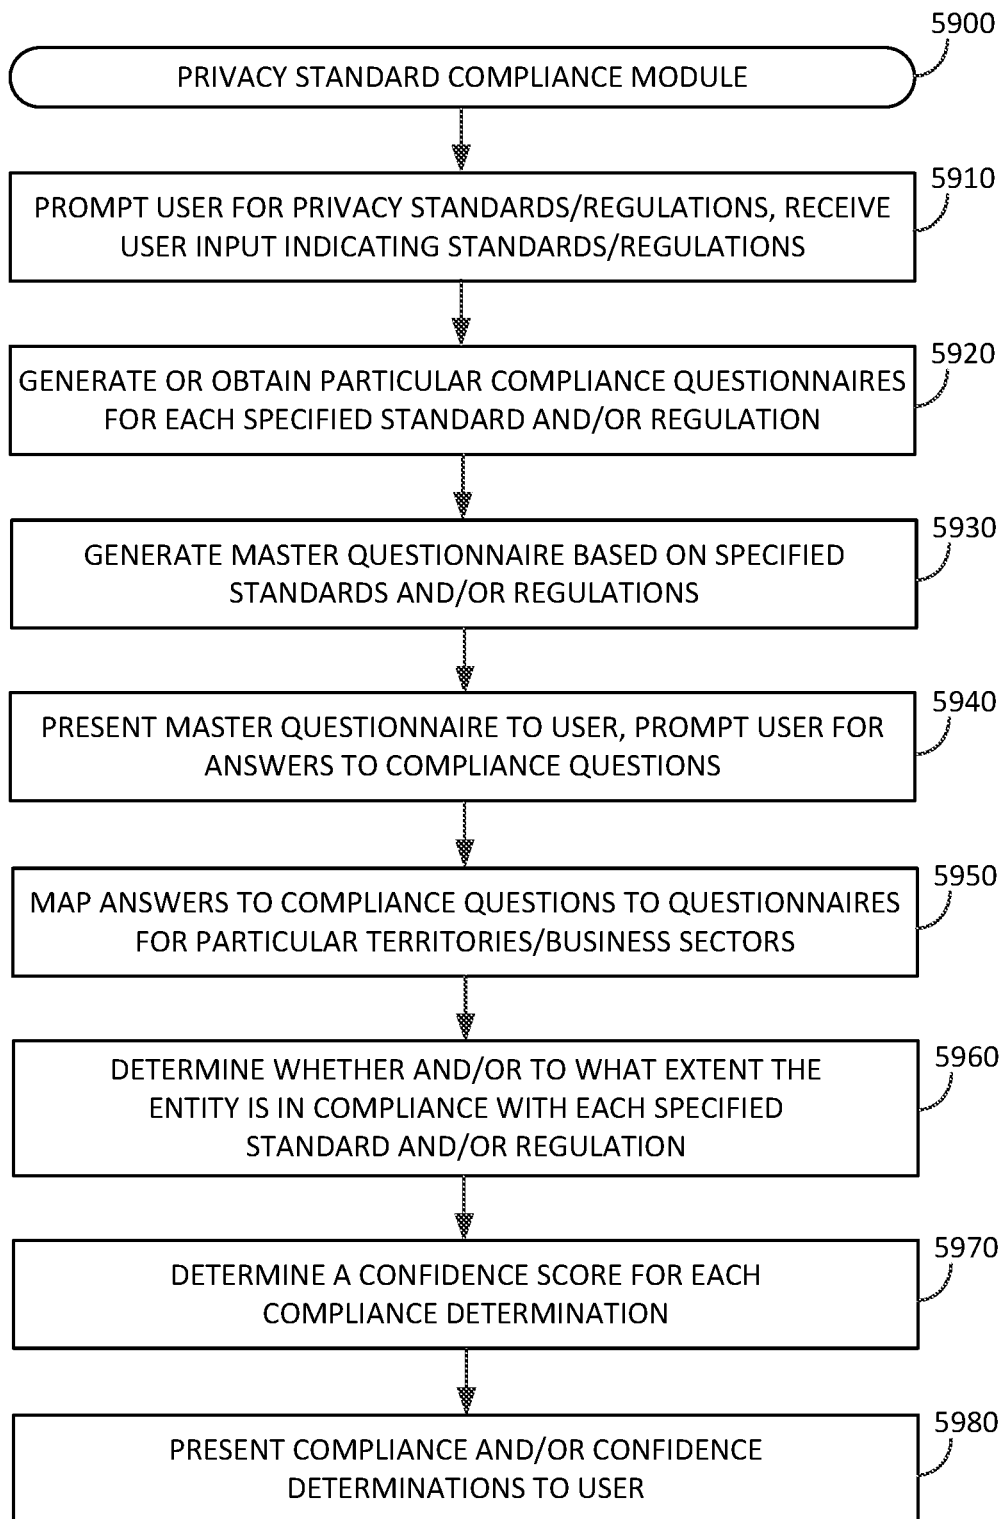 5900
PRIVACY STANDARD COMPLIANCE MODULE
5910
PROMPT USER FOR PRIVACY STANDARDS/REGULATIONS, RECEIVE
USER INPUT INDICATING STANDARDS/REGULATIONS
5920
GENERATE OR OBTAIN PARTICULAR COMPLIANCE QUESTIONNAIRES
FOR EACH SPECIFIED STANDARD AND/OR REGULATION
5930
GENERATE MASTER QUESTIONNAIRE BASED ON SPECIFIED
STANDARDS AND/OR REGULATIONS
5940
PRESENT MASTER QUESTIONNAIRE TO USER, PROMPT USER FOR
ANSWERS TO COMPLIANCE QUESTIONS
5950
MAP ANSWERS TO COMPLIANCE QUESTIONS TO QUESTIONNAIRES
FOR PARTICULAR TERRITORIES/BUSINESS SECTORS
5960
DETERMINE WHETHER AND/OR TO WHAT EXTENT THE
ENTITY IS IN COMPLIANCE WITH EACH SPECIFIED
STANDARD AND/OR REGULATION
5970
DETERMINE A CONFIDENCE SCORE FOR EACH
COMPLIANCE DETERMINATION
5980
PRESENT COMPLIANCE AND/OR CONFIDENCE
DETERMINATIONS TO USER